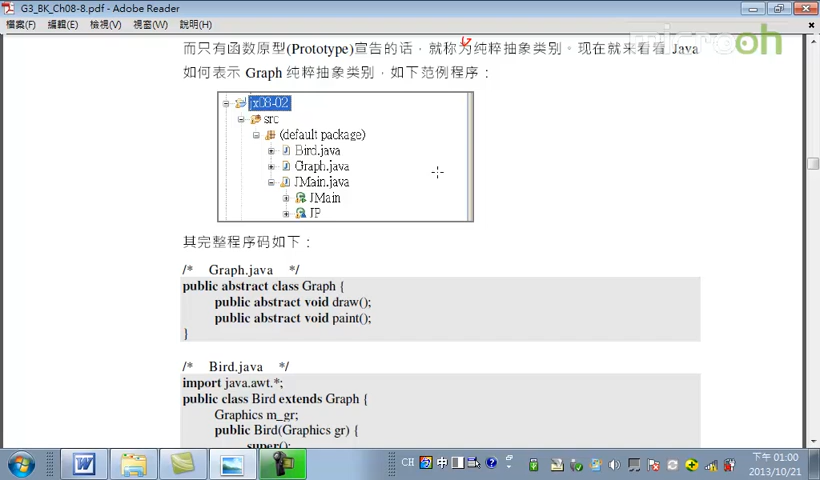 G3_BK_Ch08-8.pdf - Adobe Reader
檔案(F) 編輯(E) 檢視(V) 視窗(W) 說明(H)
microoh
而只有函数原型(Prototype)宣告的话，就称为纯粹抽象类别。现在就来看看 Java
如何表示 Graph 纯粹抽象类别，如下范例程序：
jx08-02
src
(default package)
Bird.java
Graph.java
JMain.java
JMain
JP
其完整程序码如下：
/* Graph.java */
public abstract class Graph {
public abstract void draw();
public abstract void paint();
}
/* Bird.java */
import java.awt.*;
public class Bird extends Graph {
Graphics m_gr;
public Bird(Graphics gr) {
super();
CH 中
下午 01:00
2013/10/21